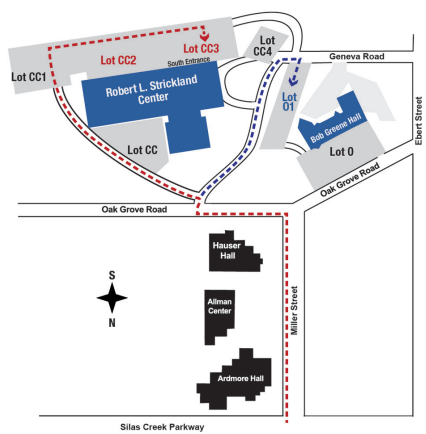 Lot
CC4
Lot CC3
Lot CC2
South Entrance
Lot CC1
Geneva Road
Robert L. Strickland
Center
Lot
01
Ebert Street
Bob Greene Hall
Lot CC
Lot 0
Oak Grove Road
Oak Grove Road
Hauser
Hall
S
N
Allman
Center
Miller Street
Ardmore Hall
Silas Creek Parkway